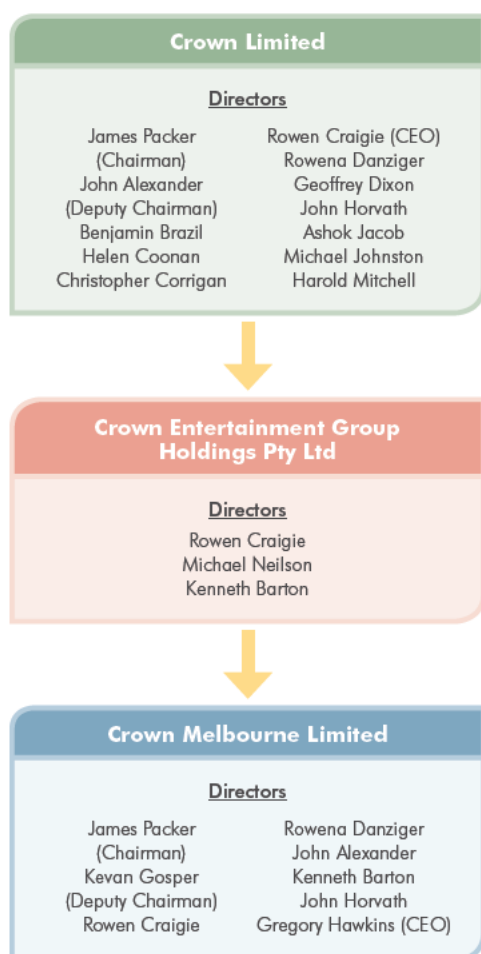 Crown Limited
Directors
James Packer
(Chairman)
John Alexander
(Deputy Chairman)
Benjamin Brazil
Helen Coonan
Christopher Corrigan
Rowen Craigie (CEO)
Rowena Danziger
Geoffrey Dixon
John Horvath
Ashok Jacob
Michael Johnston
Harold Mitchell
Crown Entertainment Group
Holdings Pty Ltd
Directors
Rowen Craigie
Michael Neilson
Kenneth Barton
Crown Melbourne Limited
Directors
James Packer
(Chairman)
Kevan Gosper
(Deputy Chairman)
Rowen Craigie
Rowena Danziger
John Alexander
Kenneth Barton
John Horvath
Gregory Hawkins (CEO)